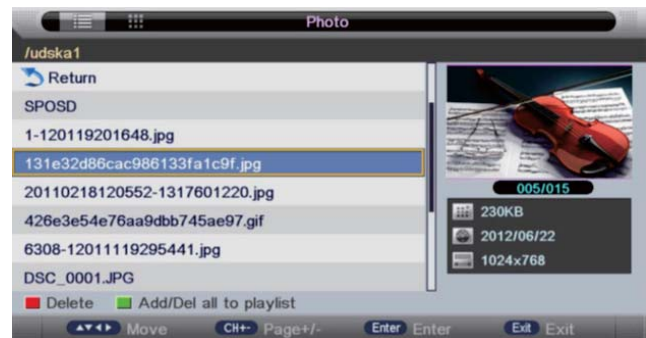 Photo
/udska1
Return
SPOSD
1-120119201648.jpg
131e32d86cac986133fa1c9f.jpg
20110218120552-1317601220.jpg
426e3e54e76aa9dbb745ae97.gif
6308-12011119295441.jpg
DSC_0001.JPG
005/015
230KB
2012/06/22
1024x768
Delete Add/Del all to playlist
Move CH+- Page+/- Enter Enter Exit Exit